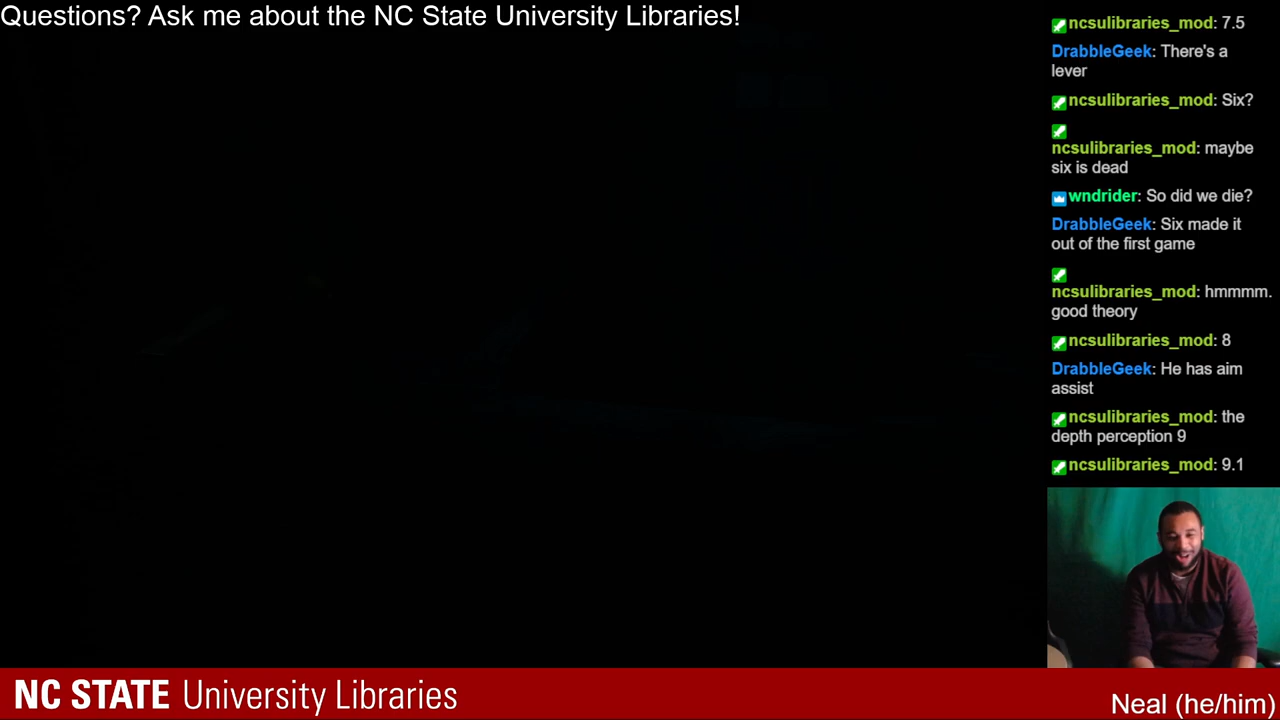 Questions? Ask me about the NC State University Libraries!
ncsulibraries_mod: 7.5
DrabbleGeek: There's a
lever
ncsulibraries_mod: Six?
ncsulibraries_mod: maybe
six is dead
wndrider: So did we die?
DrabbleGeek: Six made it
out of the first game
ncsulibraries_mod: hmmmm.
good theory
ncsulibraries_mod: 8
DrabbleGeek: He has aim
assist
ncsulibraries_mod: the
depth perception 9
ncsulibraries_mod: 9.1
NC STATE University Libraries
Neal (he/him)